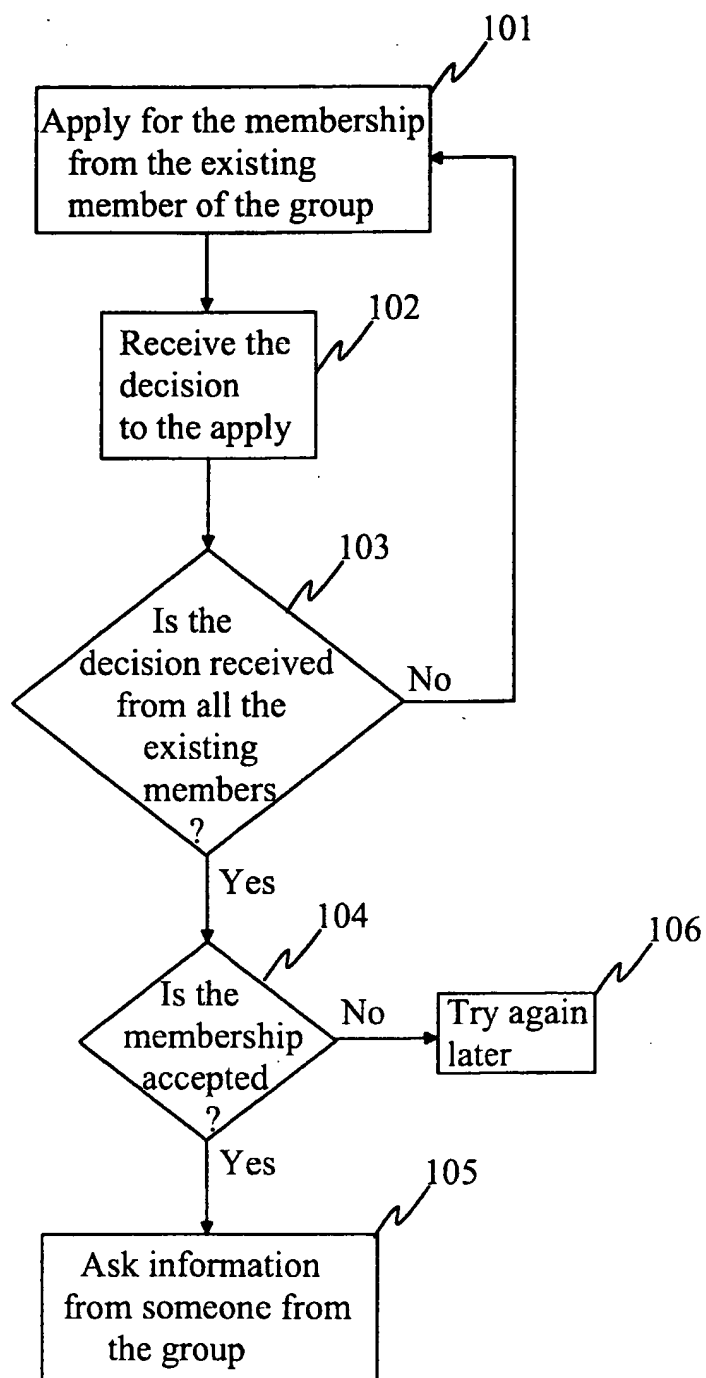 101
Apply for the membership
from the existing
member of the group
102
Receive the
decision
to the apply
103
Is the
decision received
from all the
existing
members
?
No
Yes
104
Is the
membership
accepted
?
No
106
Try again
later
Yes
105
Ask information
from someone from
the group